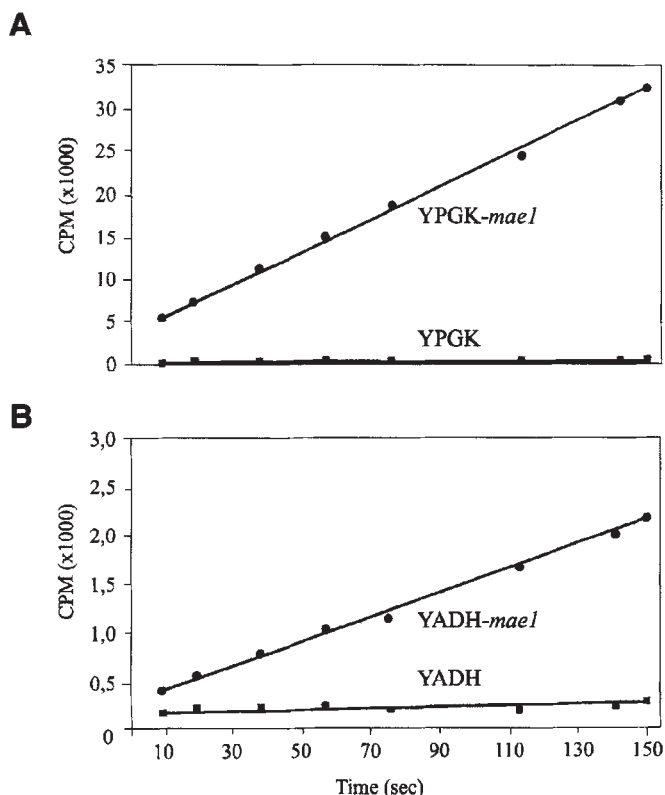 A
35
30
25
20
15
10
5
0
CPM (x1000)
YPGK-mae1
YPGK
B
3,0
2,5
2,0
1,5
1,0
0,5
0
CPM (x1000)
YADH-mae1
YADH
10 30 50 70 90 110 130 150
Time (sec)